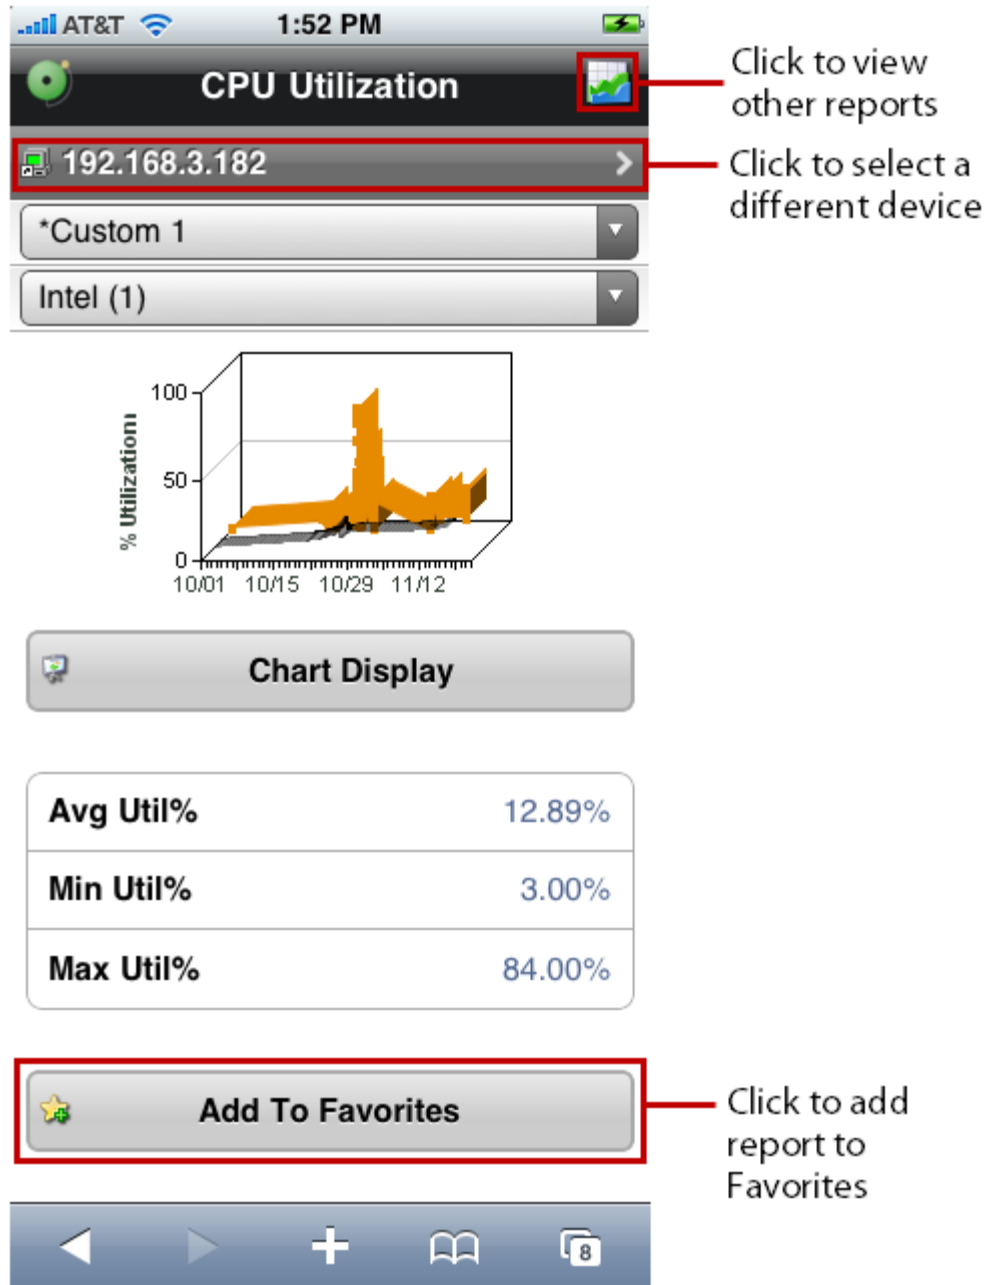 AT&T 1:52 PM
CPU Utilization
Click to view
other reports
192.168.3.182
Click to select a
different device
*Custom 1
Intel (1)
100
50
0
% Utilization
10/01 10/15 10/29 11/12
Chart Display
Avg Util% 12.89%
Min Util% 3.00%
Max Util% 84.00%
Add To Favorites
Click to add
report to
Favorites
8